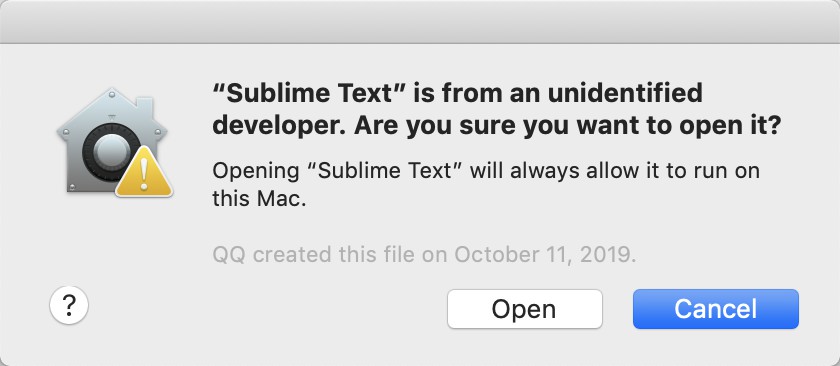 “Sublime Text” is from an unidentified
developer. Are you sure you want to open it?
Opening “Sublime Text” will always allow it to run on
this Mac.
QQ created this file on October 11, 2019.
?
Open
Cancel